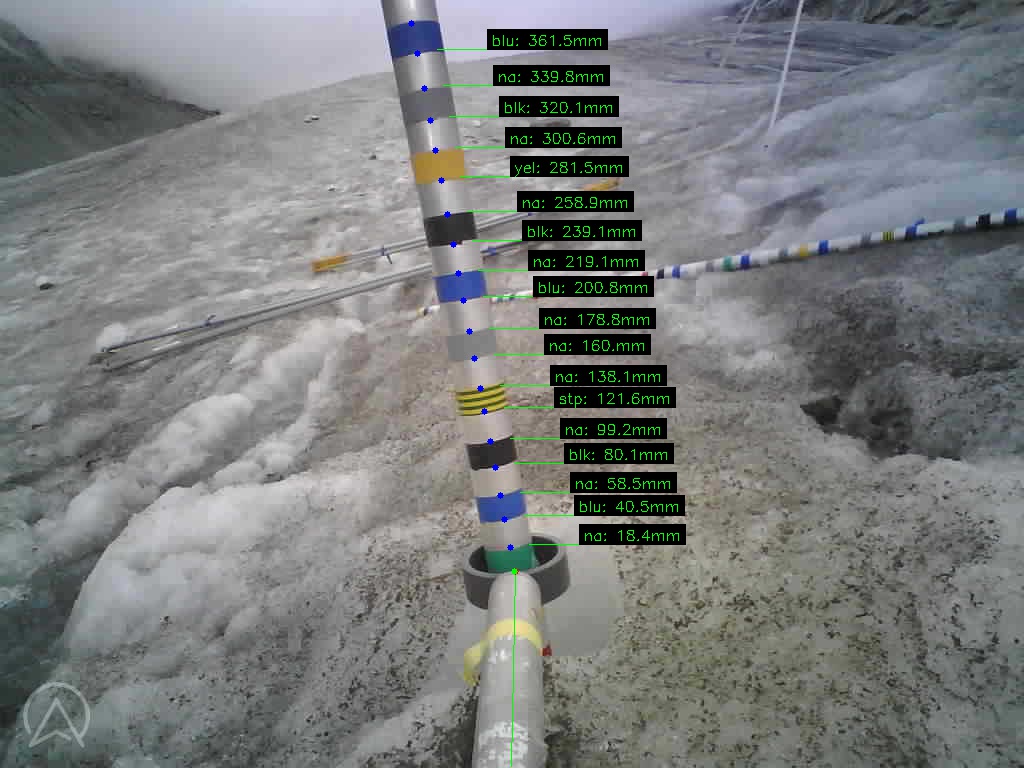 blu: 361.5mm
na: 339.8mm
blk: 320.1mm
na: 300.6mm
yel: 281.5mm
na: 258.9mm
blk: 239.1mm
na: 219.1mm
blu: 200.8mm
na: 178.8mm
na: 160.mm
na: 138.1mm
stp: 121.6mm
na: 99.2mm
blk: 80.1mm
na: 58.5mm
blu: 40.5mm
na: 18.4mm